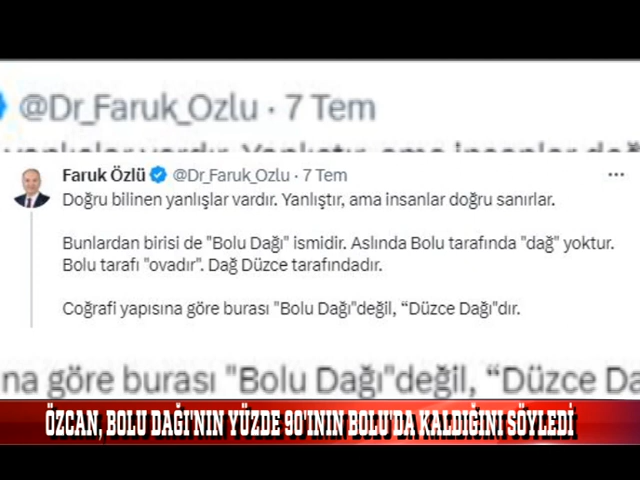 @Dr_Faruk_Ozlu · 7 Tem
Faruk Özlü @Dr_Faruk_Ozlu · 7 Tem
Doğru bilinen yanlışlar vardır. Yanlıştır, ama insanlar doğru sanırlar.
Bunlardan birisi de "Bolu Dağı" ismidir. Aslında Bolu tarafında "dağ" yoktur.
Bolu tarafı "ovadır". Dağ Düzce tarafındadır.
Coğrafi yapısına göre burası "Bolu Dağı"değil, “Düzce Dağı"dır.
na göre burası "Bolu Dağı"değil, “Düzce Da
ÖZCAN, BOLU DAĞI'NIN YÜZDE 90'ININ BOLU'DA KALDIĞINI SÖYLEDİ